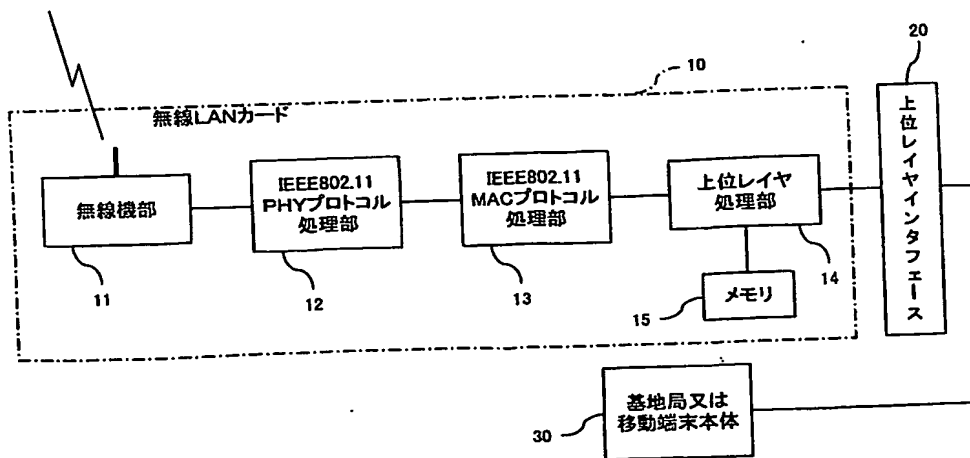 10
20
無線LANカード
上位レイヤインタフェース
無線機部
IEEE802.11
PHYプロトコル
処理部
IEEE802.11
MACプロトコル
処理部
上位レイヤ
処理部
11
12
13
14
15
メモリ
基地局又は
移動端末本体
30